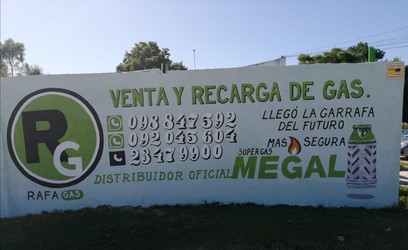 RG
RAFA GAS
VENTA Y RECARGA DE GAS.
098 847 592
092 043 604
2347 9900
DISTRIBUIDOR OFICIAL
LLEGÓ LA GARRAFA
DEL FUTURO
MAS SEGURA
SUPERGAS
MEGAL